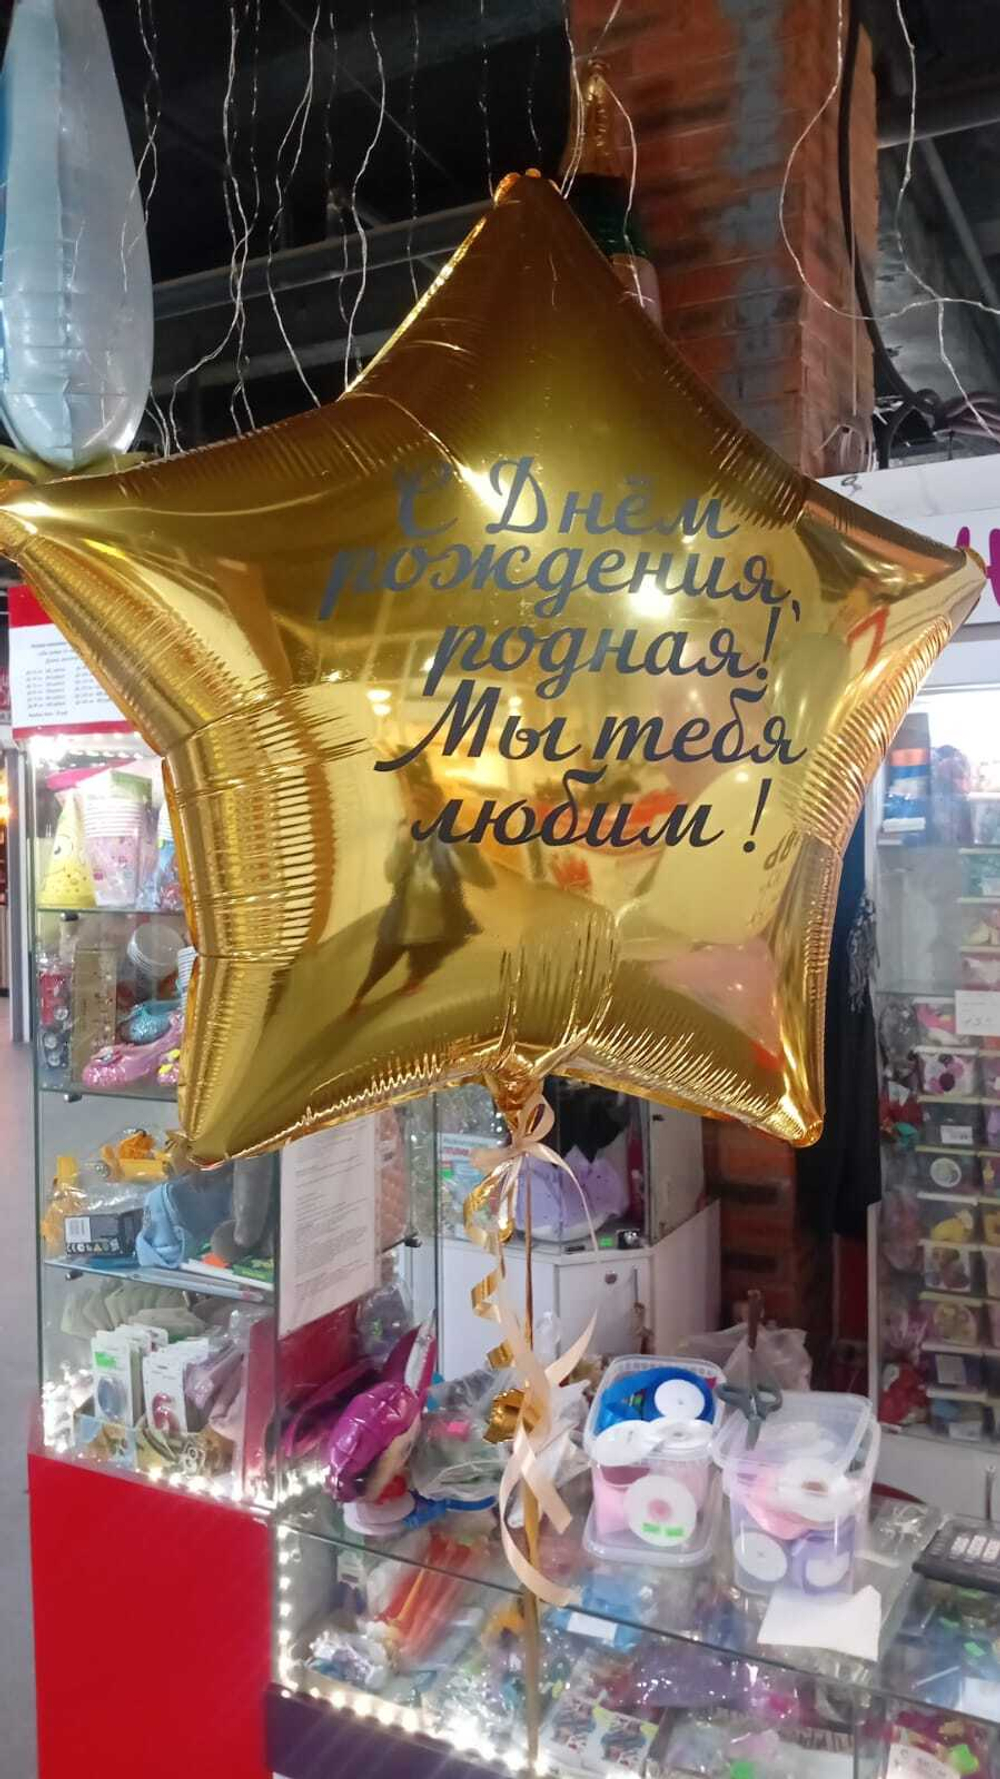 С Днём
рождения,
родная!
Мы тебя
любим!